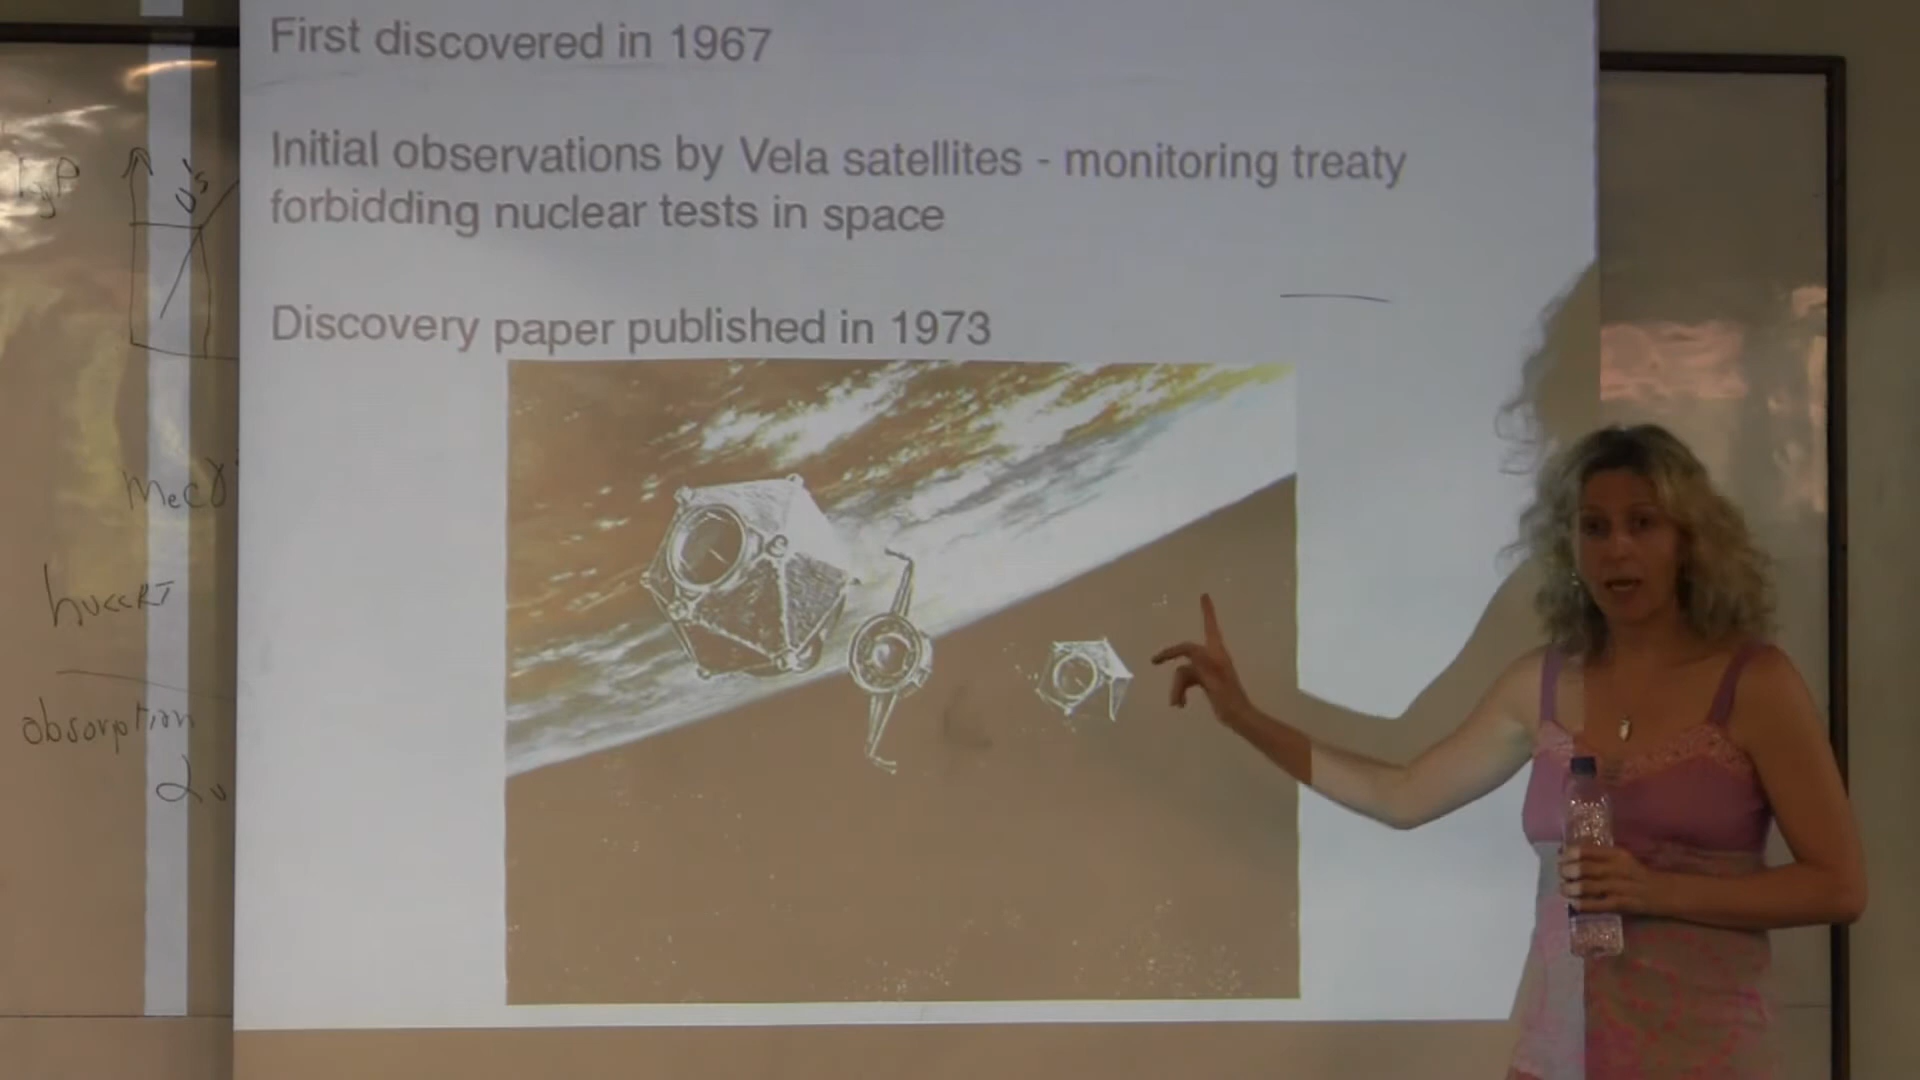 First discovered in 1967
Initial observations by Vela satellites - monitoring treaty
forbidding nuclear tests in space
Discovery paper published in 1973
absorption